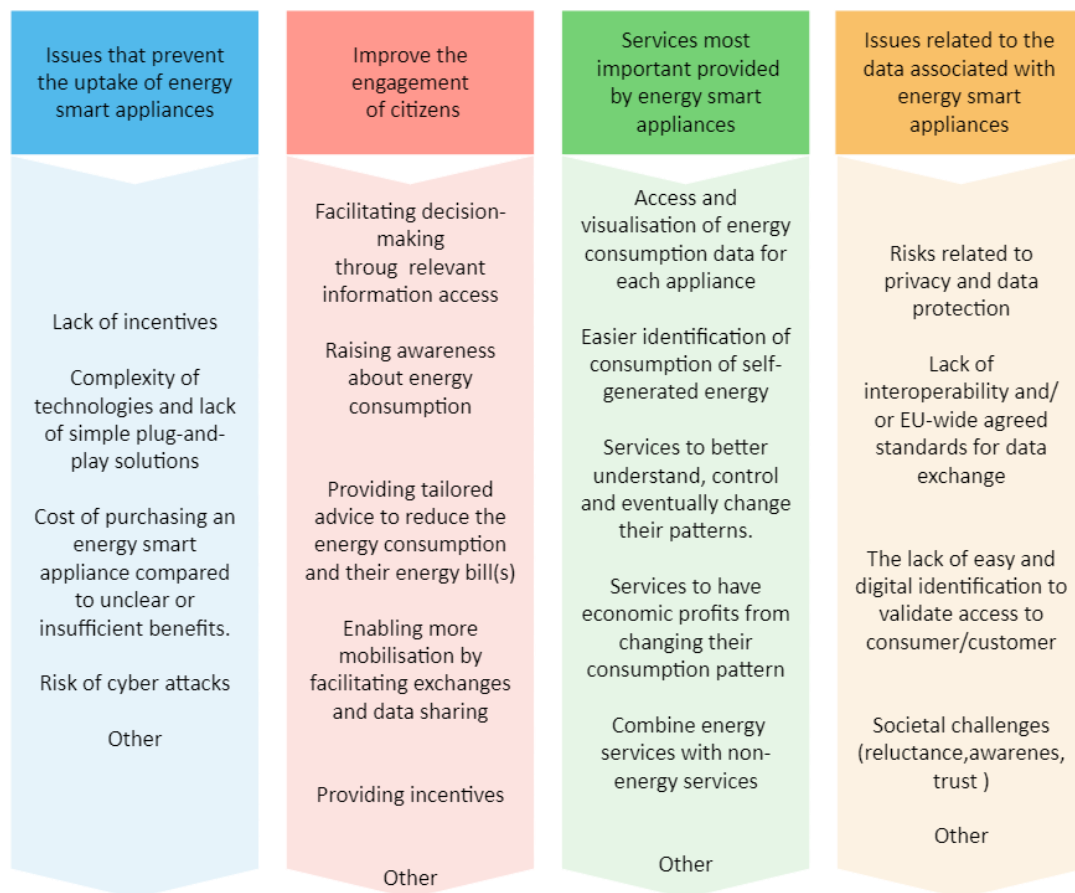 Issues that prevent
the uptake of energy
smart appliances
Lack of incentives
Complexity of
technologies and lack
of simple plug-and-
play solutions
Cost of purchasing an
energy smart
appliance compared
to unclear or
insufficient benefits.
Risk of cyber attacks
Other
Improve the
engagement
of citizens
Facilitating decision-
making
throug  relevant
information access
Raising awareness
about energy
consumption
Providing tailored
advice to reduce the
energy consumption
and their energy bill(s)
Enabling more
mobilisation by
facilitating exchanges
and data sharing
Providing incentives
Other
Services most
important provided
by energy smart
appliances
Access and
visualisation of energy
consumption data for
each appliance
Easier identification of
consumption of self-
generated energy
Services to better
understand, control
and eventually change
their patterns.
Services to have
economic profits from
changing their
consumption pattern
Combine energy
services with non-
energy services
Other
Issues related to the
data associated with
energy smart
appliances
Risks related to
privacy and data
protection
Lack of
interoperability and/
or EU-wide agreed
standards for data
exchange
The lack of easy and
digital identification to
validate access to
consumer/customer
Societal challenges
(reluctance,awarenes,
trust )
Other